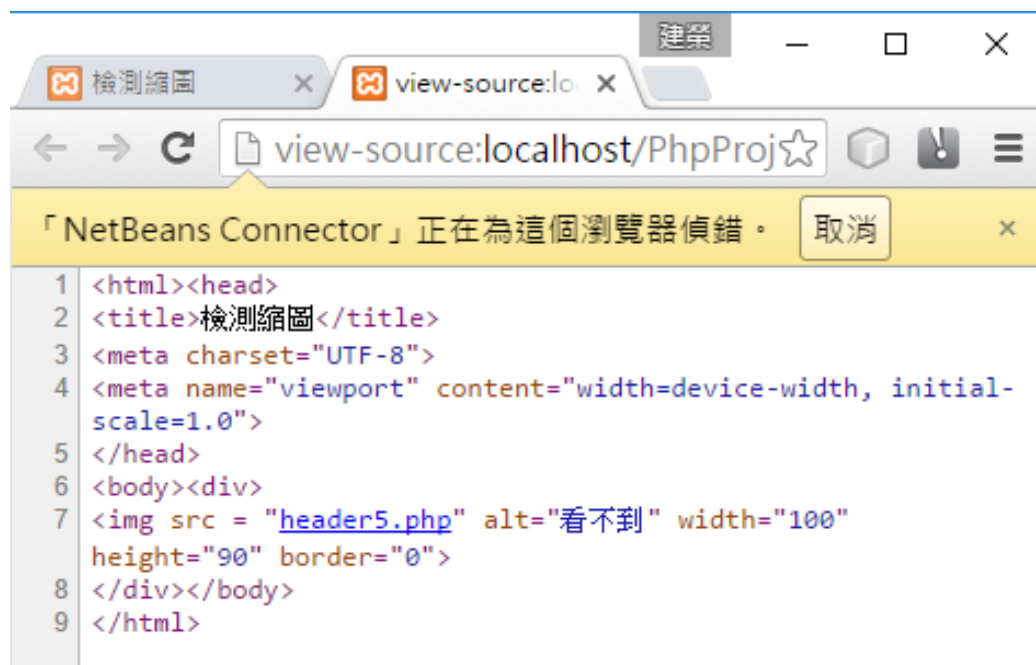 建榮
檢測縮圖
view-source:lo
view-source:localhost/PhpProj
「NetBeans Connector」正在為這個瀏覽器偵錯。 取消
1 <html><head>
2 <title>檢測縮圖</title>
3 <meta charset="UTF-8">
4 <meta name="viewport" content="width=device-width, initial-
scale=1.0">
5 </head>
6 <body><div>
7 <img src = "header5.php" alt="看不到" width="100"
height="90" border="0">
8 </div></body>
9 </html>